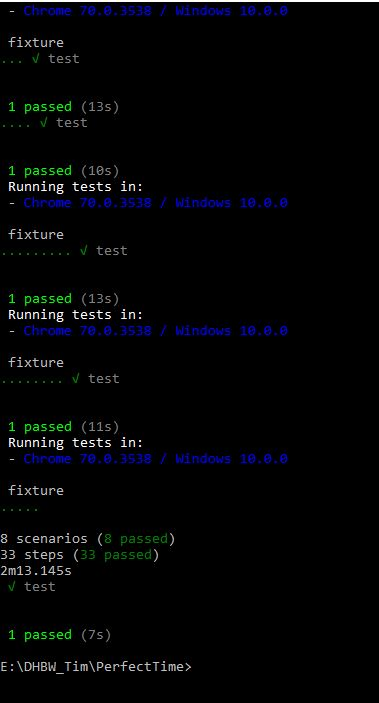 - Chrome 70.0.3538 / Windows 10.0.0
fixture
... √ test
1 passed (13s)
.... √ test
1 passed (10s)
Running tests in:
- Chrome 70.0.3538 / Windows 10.0.0
fixture
......... √ test
1 passed (13s)
Running tests in:
- Chrome 70.0.3538 / Windows 10.0.0
fixture
........ √ test
1 passed (11s)
Running tests in:
- Chrome 70.0.3538 / Windows 10.0.0
fixture
.....
8 scenarios (8 passed)
33 steps (33 passed)
2m13.145s
√ test
1 passed (7s)
E:\DHBW_Tim\PerfectTime>